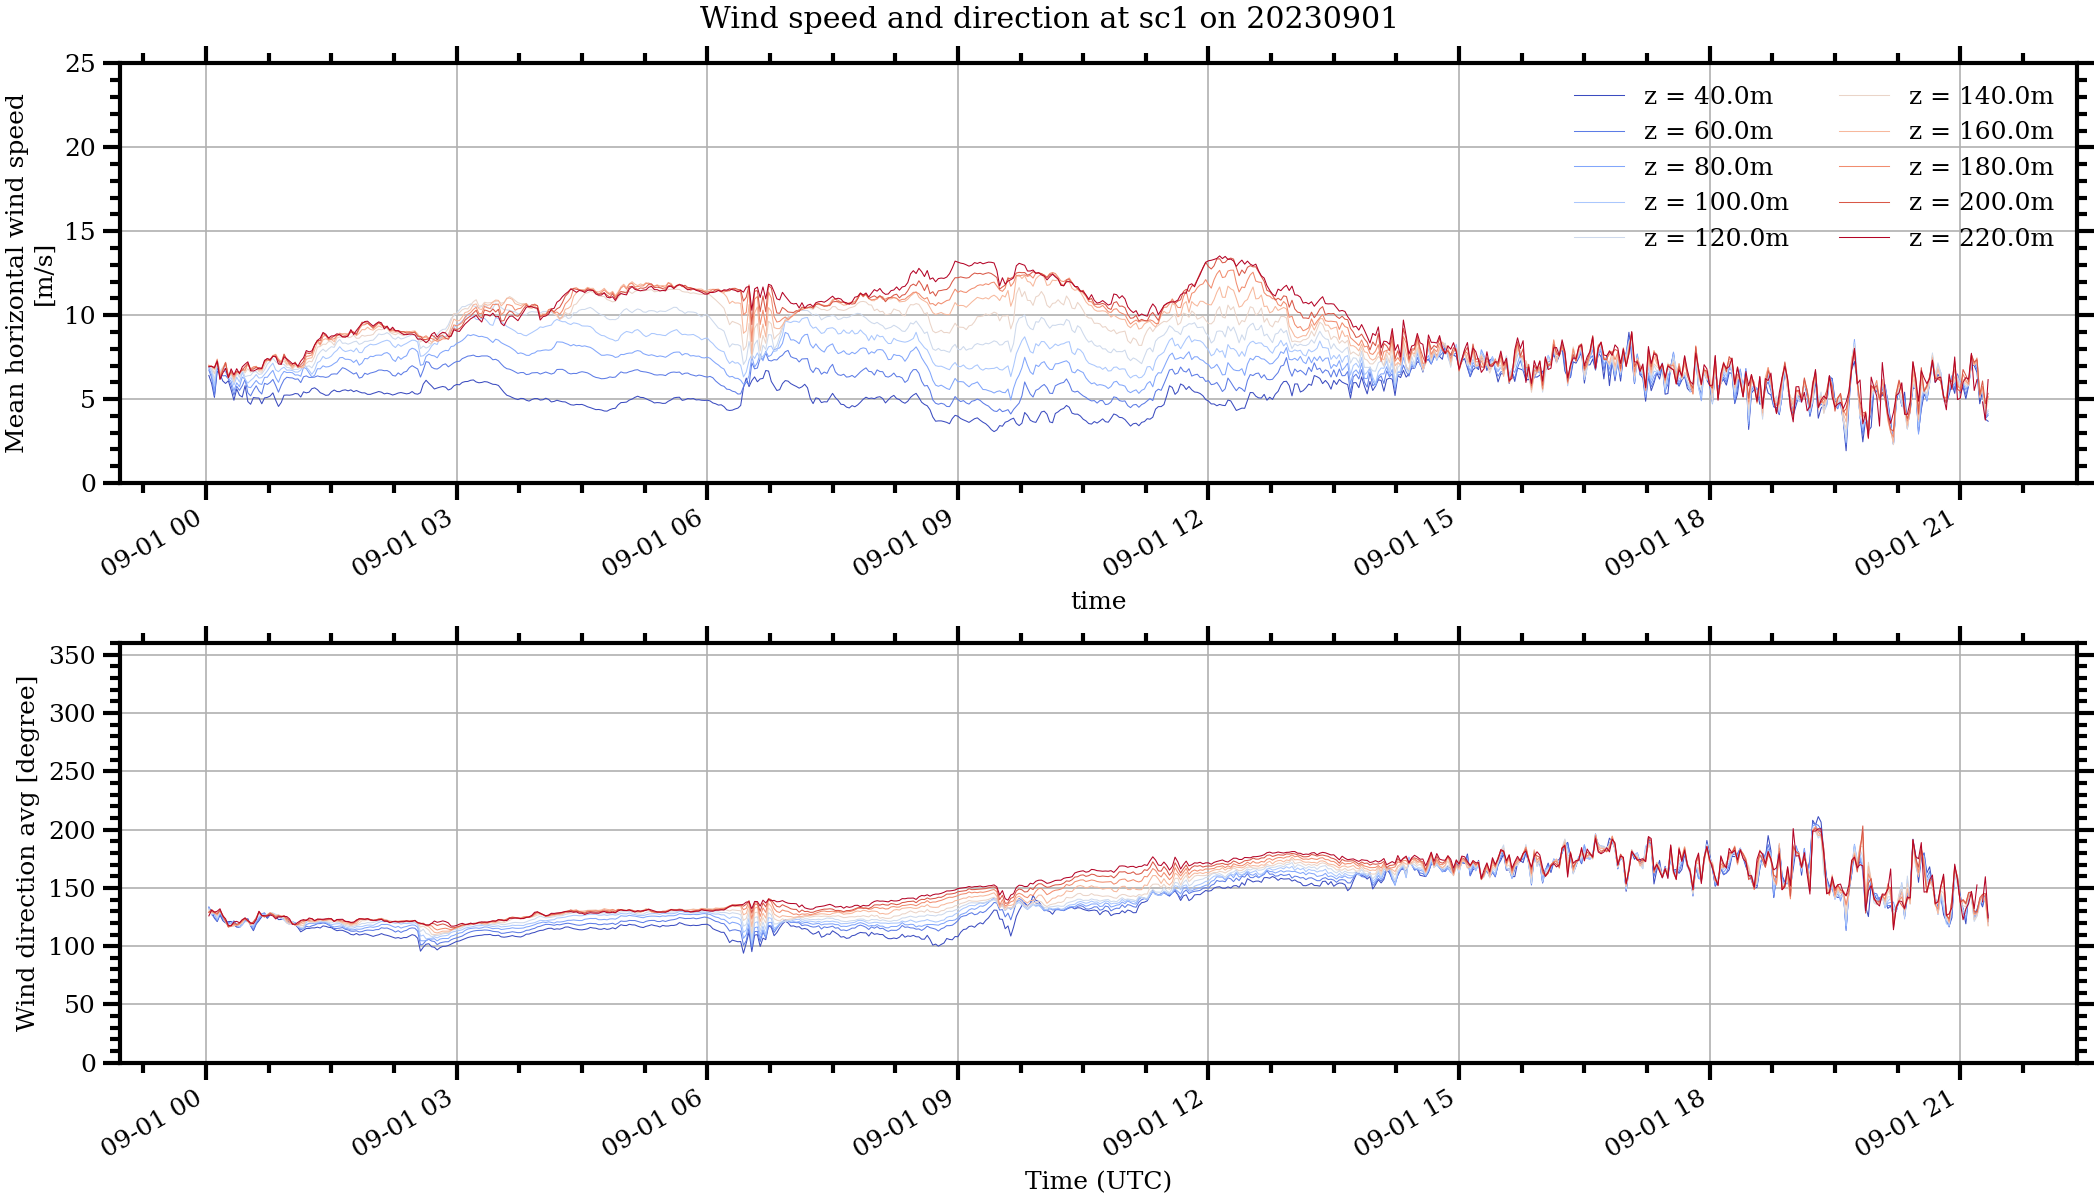 Wind speed and direction at sc1 on 20230901
Mean horizontal wind speed
[m/s]
25
20
15
10
5
0
z = 40.0m
z = 60.0m
z = 80.0m
z = 100.0m
z = 120.0m
z = 140.0m
z = 160.0m
z = 180.0m
z = 200.0m
z = 220.0m
09-01 00
09-01 03
09-01 06
09-01 09
09-01 12
09-01 15
09-01 18
09-01 21
time
Wind direction avg [degree]
350
300
250
200
150
100
50
0
09-01 00
09-01 03
09-01 06
09-01 09
09-01 12
09-01 15
09-01 18
09-01 21
Time (UTC)